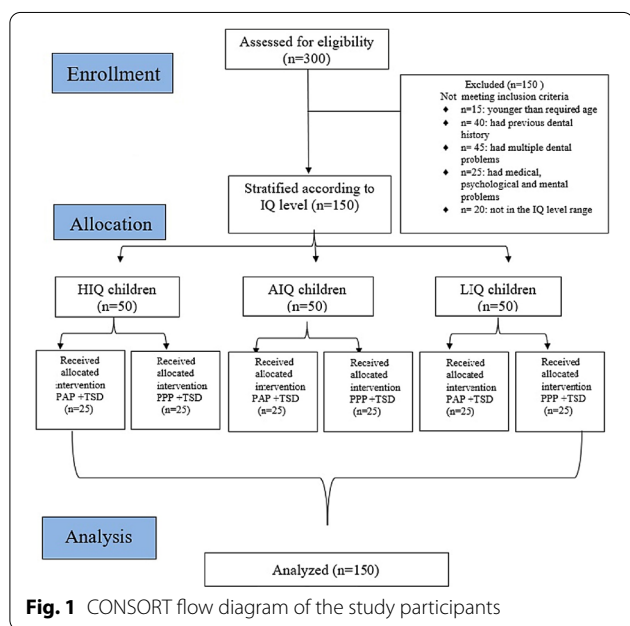 Assessed for eligibility
(n=300)
Enrollment
Excluded (n=150 )
Not meeting inclusion criteria
♦ n=15: younger than required age
♦ n= 40: had previous dental
history
♦ n= 45: had multiple dental
problems
♦ n=25: had medical,
psychological and mental
problems
♦ n= 20: not in the IQ level range
Stratified according to
IQ level (n=150)
Allocation
HIQ children
(n=50)
AIQ children
(n=50)
LIQ children
(n=50)
Received
allocated
intervention
PAP +TSD
(n=25)
Received
allocated
intervention
PPP +TSD
(n=25)
Received
allocated
intervention
PAP +TSD
(n=25)
Received
allocated
intervention
PPP +TSD
(n=25)
Received
allocated
intervention
PAP +TSD
(n=25)
Received
allocated
intervention
PPP +TSD
(n=25)
Analysis
Analyzed (n=150)
Fig. 1 CONSORT flow diagram of the study participants